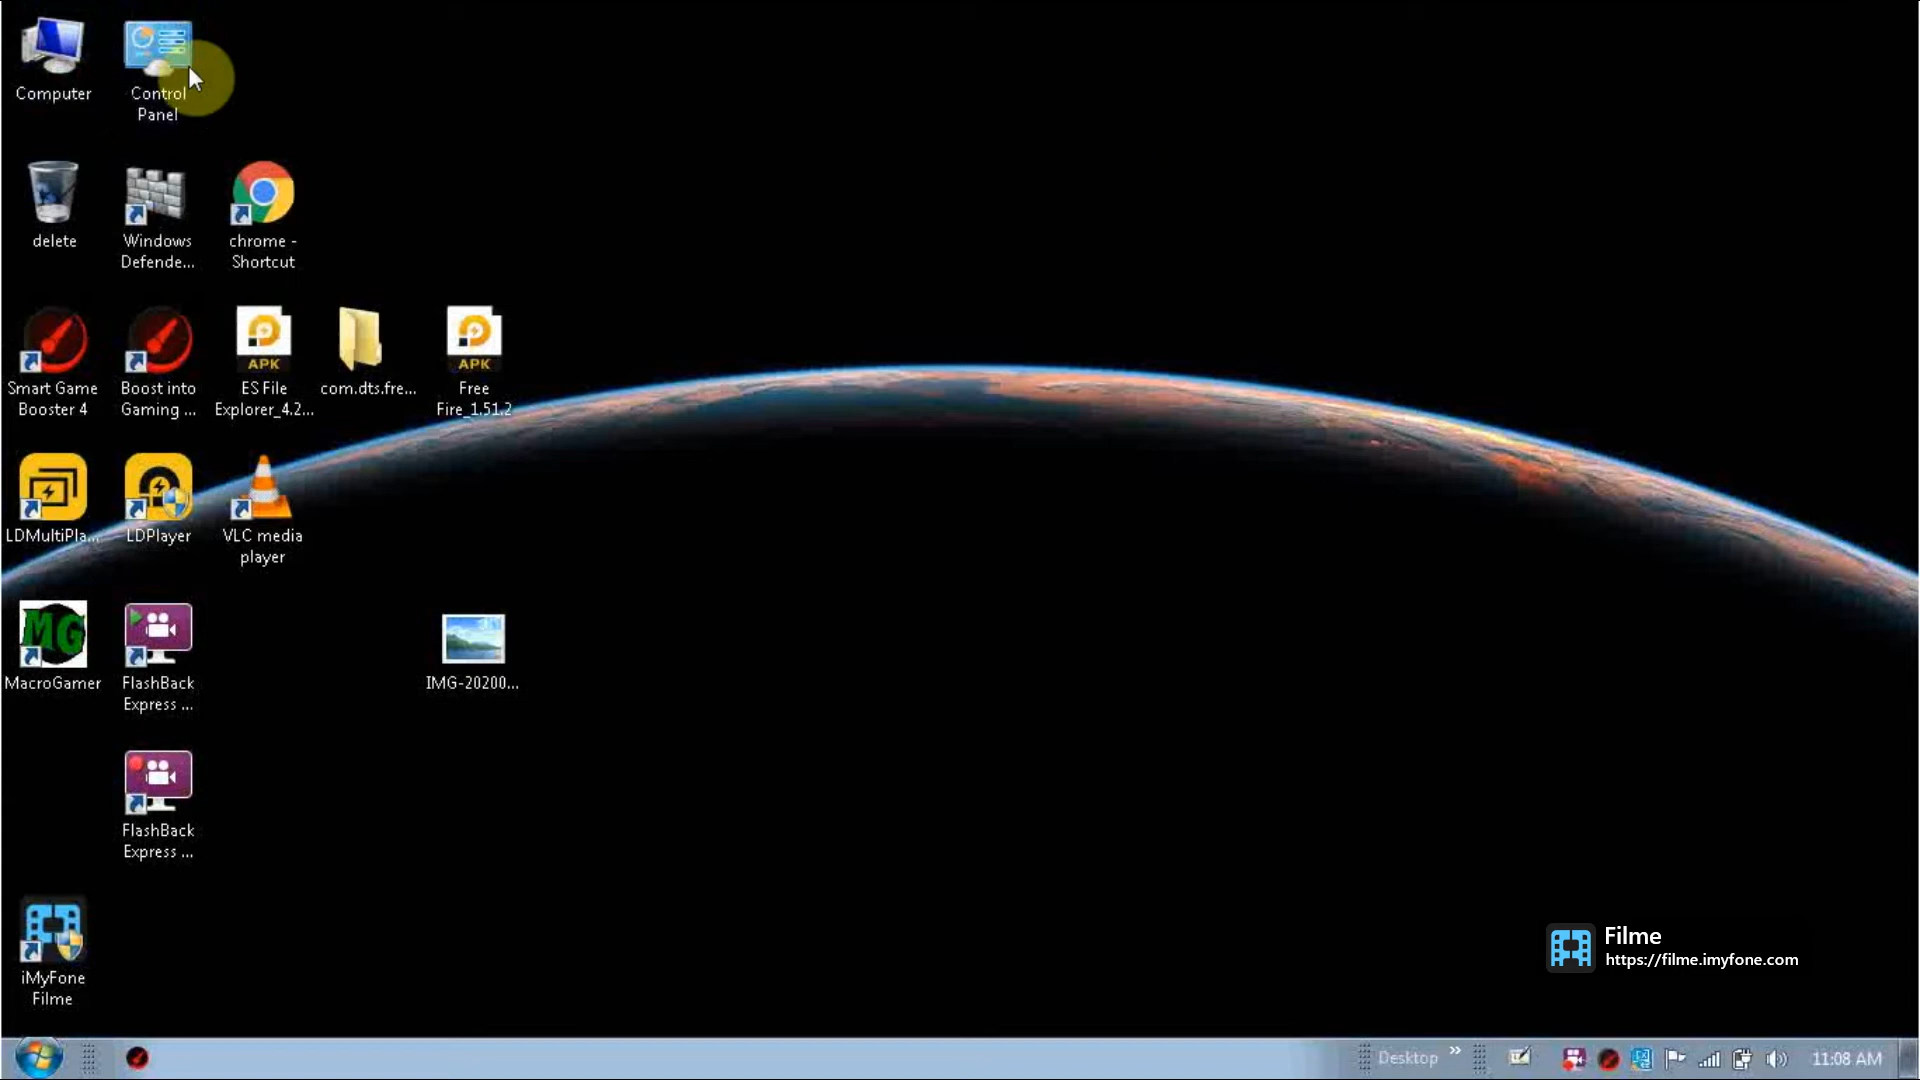 Computer
Control
Panel
delete
Windows
Defende...
chrome -
Shortcut
Smart Game
Booster 4
Boost into
Gaming ...
APK
ES File
Explorer_4.2...
com.dts.fre...
APK
Free
Fire_1.51.2
LDMultiPla...
LDPlayer
VLC media
player
MG
MacroGamer
FlashBack
Express ...
IMG-20200...
FlashBack
Express ...
iMyFone
Filme
Filme
https://filme.imyfone.com
Desktop »
11:08 AM